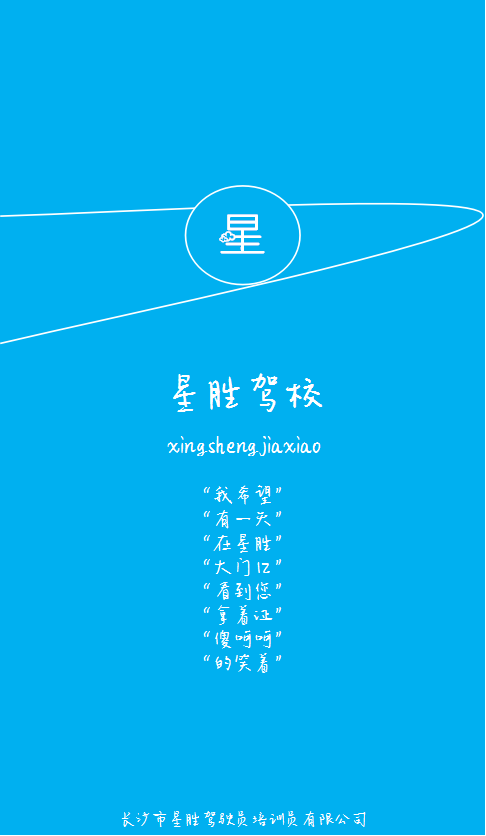 星
星胜驾校
xingshengjiaxiao
“我希望”
“有一天”
“在星胜”
“大门口”
“看到您”
“拿着证”
“傻呵呵”
“的笑着”
长沙市星胜驾驶员培训员有限公司